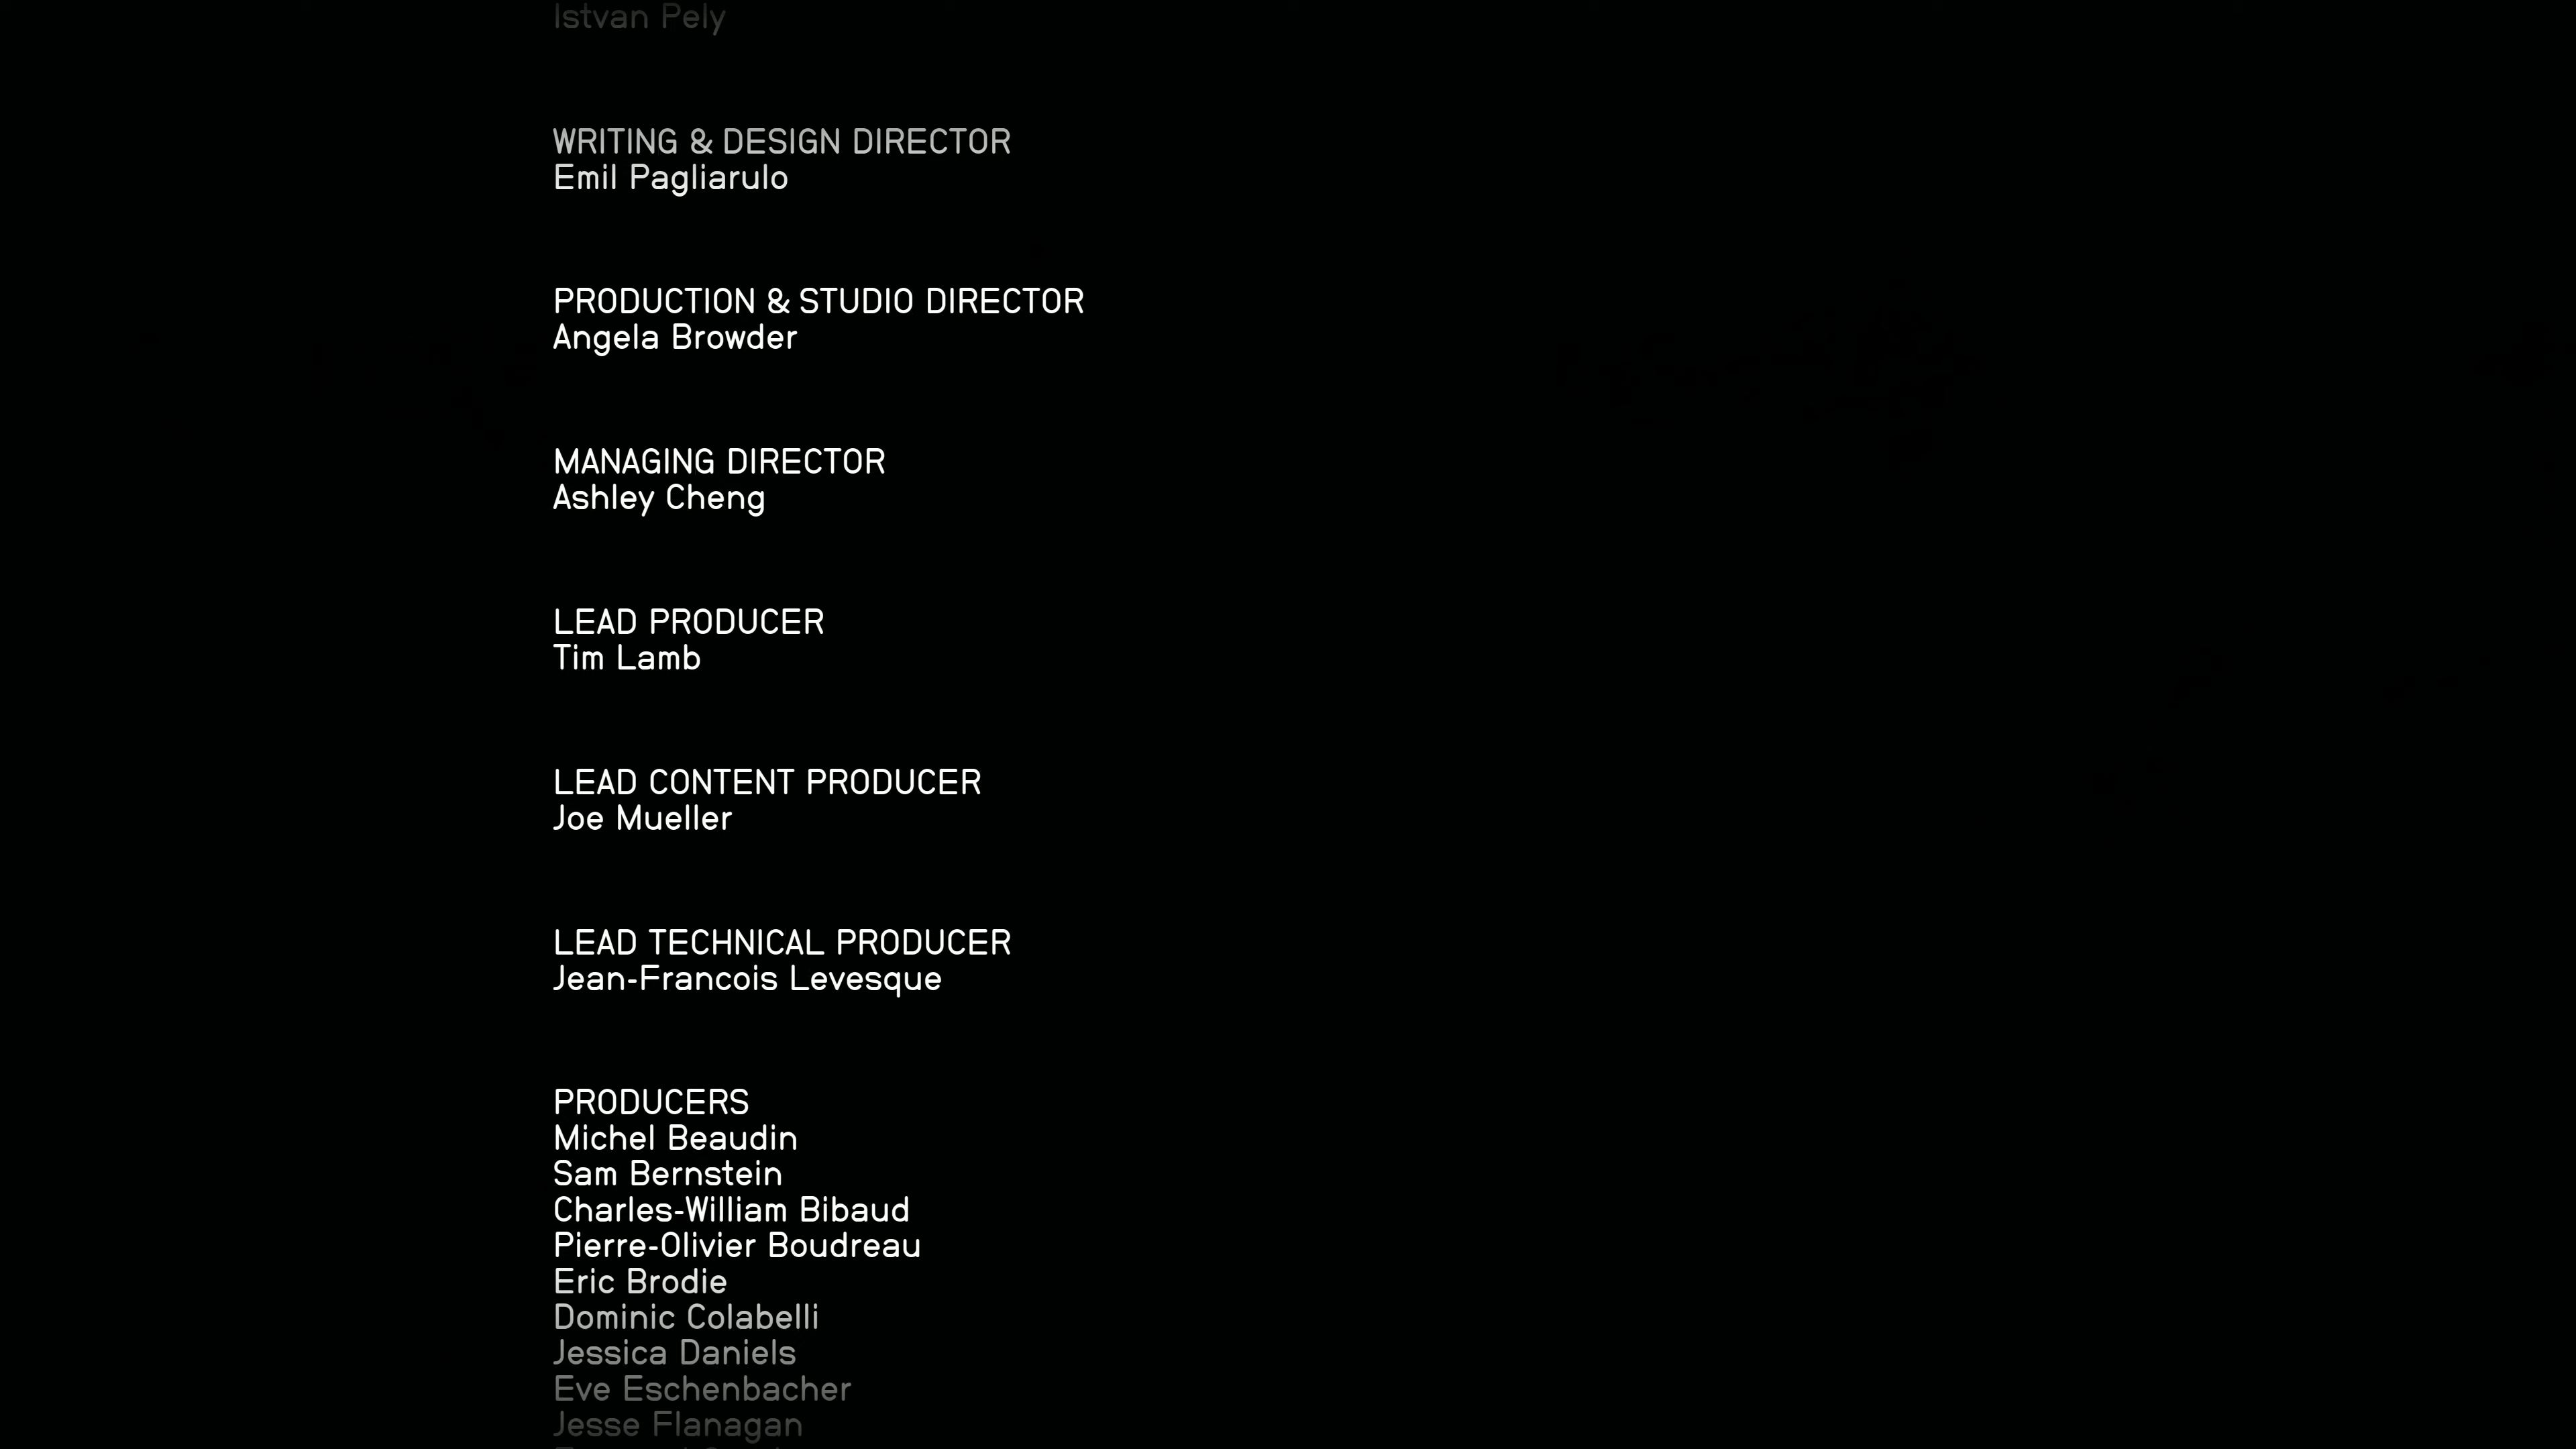 Istvan Pely
WRITING & DESIGN DIRECTOR
Emil Pagliarulo
PRODUCTION & STUDIO DIRECTOR
Angela Browder
MANAGING DIRECTOR
Ashley Cheng
LEAD PRODUCER
Tim Lamb
LEAD CONTENT PRODUCER
Joe Mueller
LEAD TECHNICAL PRODUCER
Jean-Francois Levesque
PRODUCERS
Michel Beaudin
Sam Bernstein
Charles-William Bibaud
Pierre-Olivier Boudreau
Eric Brodie
Dominic Colabelli
Jessica Daniels
Eve Eschenbacher
Jesse Flanagan